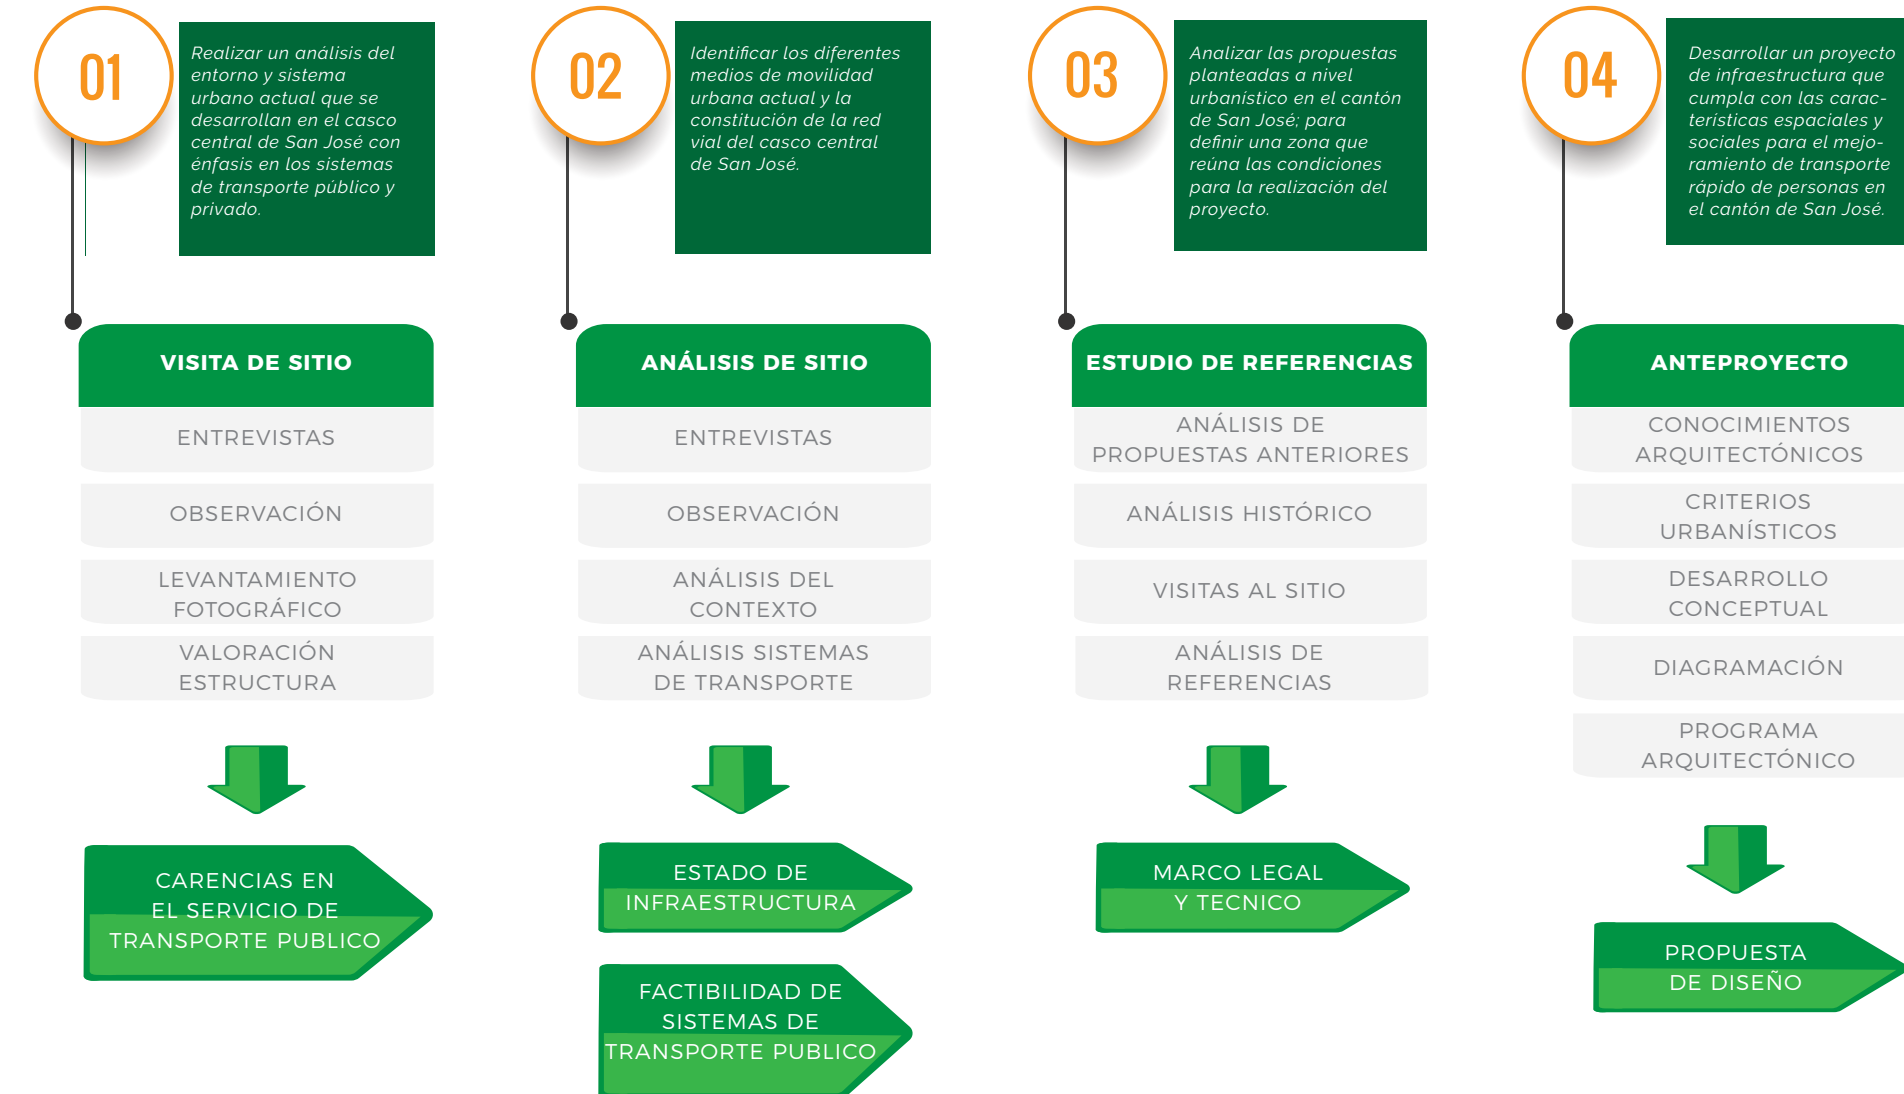 01
Realizar un análisis del
entorno y sistema
urbano actual que se
desarrollan en el casco
central de San José con
énfasis en los sistemas
de transporte público y
privado.
VISITA DE SITIO
ENTREVISTAS
OBSERVACIÓN
LEVANTAMIENTO
FOTOGRÁFICO
VALORACIÓN
ESTRUCTURA
CARENCIAS EN
EL SERVICIO DE
TRANSPORTE PUBLICO
02
Identificar los diferentes
medios de movilidad
urbana actual y la
constitución de la red
vial del casco central
de San José.
ANÁLISIS DE SITIO
ENTREVISTAS
OBSERVACIÓN
ANÁLISIS DEL
CONTEXTO
ANÁLISIS SISTEMAS
DE TRANSPORTE
ESTADO DE
INFRAESTRUCTURA
FACTIBILIDAD DE
SISTEMAS DE
TRANSPORTE PUBLICO
03
Analizar las propuestas
planteadas a nivel
urbanístico en el cantón
de San José; para
definir una zona que
reúna las condiciones
para la realización del
proyecto.
ESTUDIO DE REFERENCIAS
ANÁLISIS DE
PROPUESTAS ANTERIORES
ANÁLISIS HISTÓRICO
VISITAS AL SITIO
ANÁLISIS DE
REFERENCIAS
MARCO LEGAL
Y TECNICO
04
Desarrollar un proyecto
de infraestructura que
cumpla con las carac-
teristicas espaciales y
sociales para el mejo-
ramiento de transporte
rápido de personas en
el cantón de San José.
ANTEPROYECTO
CONOCIMIENTOS
ARQUITECTÓNICOS
CRITERIOS
URBANÍSTICOS
DESARROLLO
CONCEPTUAL
DIAGRAMACIÓN
PROGRAMA
ARQUITECTÓNICO
PROPUESTA
DE DISEÑO